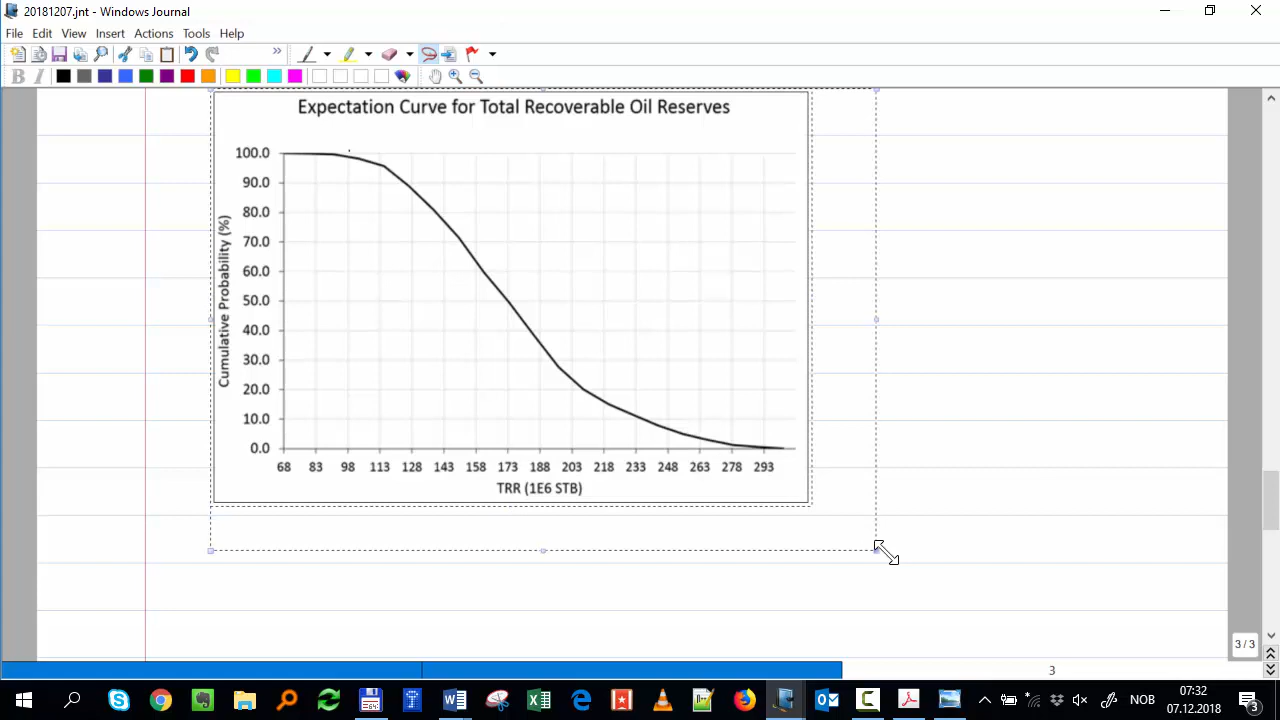 20181207.jnt - Windows Journal
File Edit View Insert Actions Tools Help
B I
Expectation Curve for Total Recoverable Oil Reserves
Cumulative Probability (%)
100.0
90.0
80.0
70.0
60.0
50.0
40.0
30.0
20.0
10.0
0.0
68 83 98 113 128 143 158 173 188 203 218 233 248 263 278 293
TRR (1E6 STB)
3/3
3
NOB
07:32
07.12.2018
3